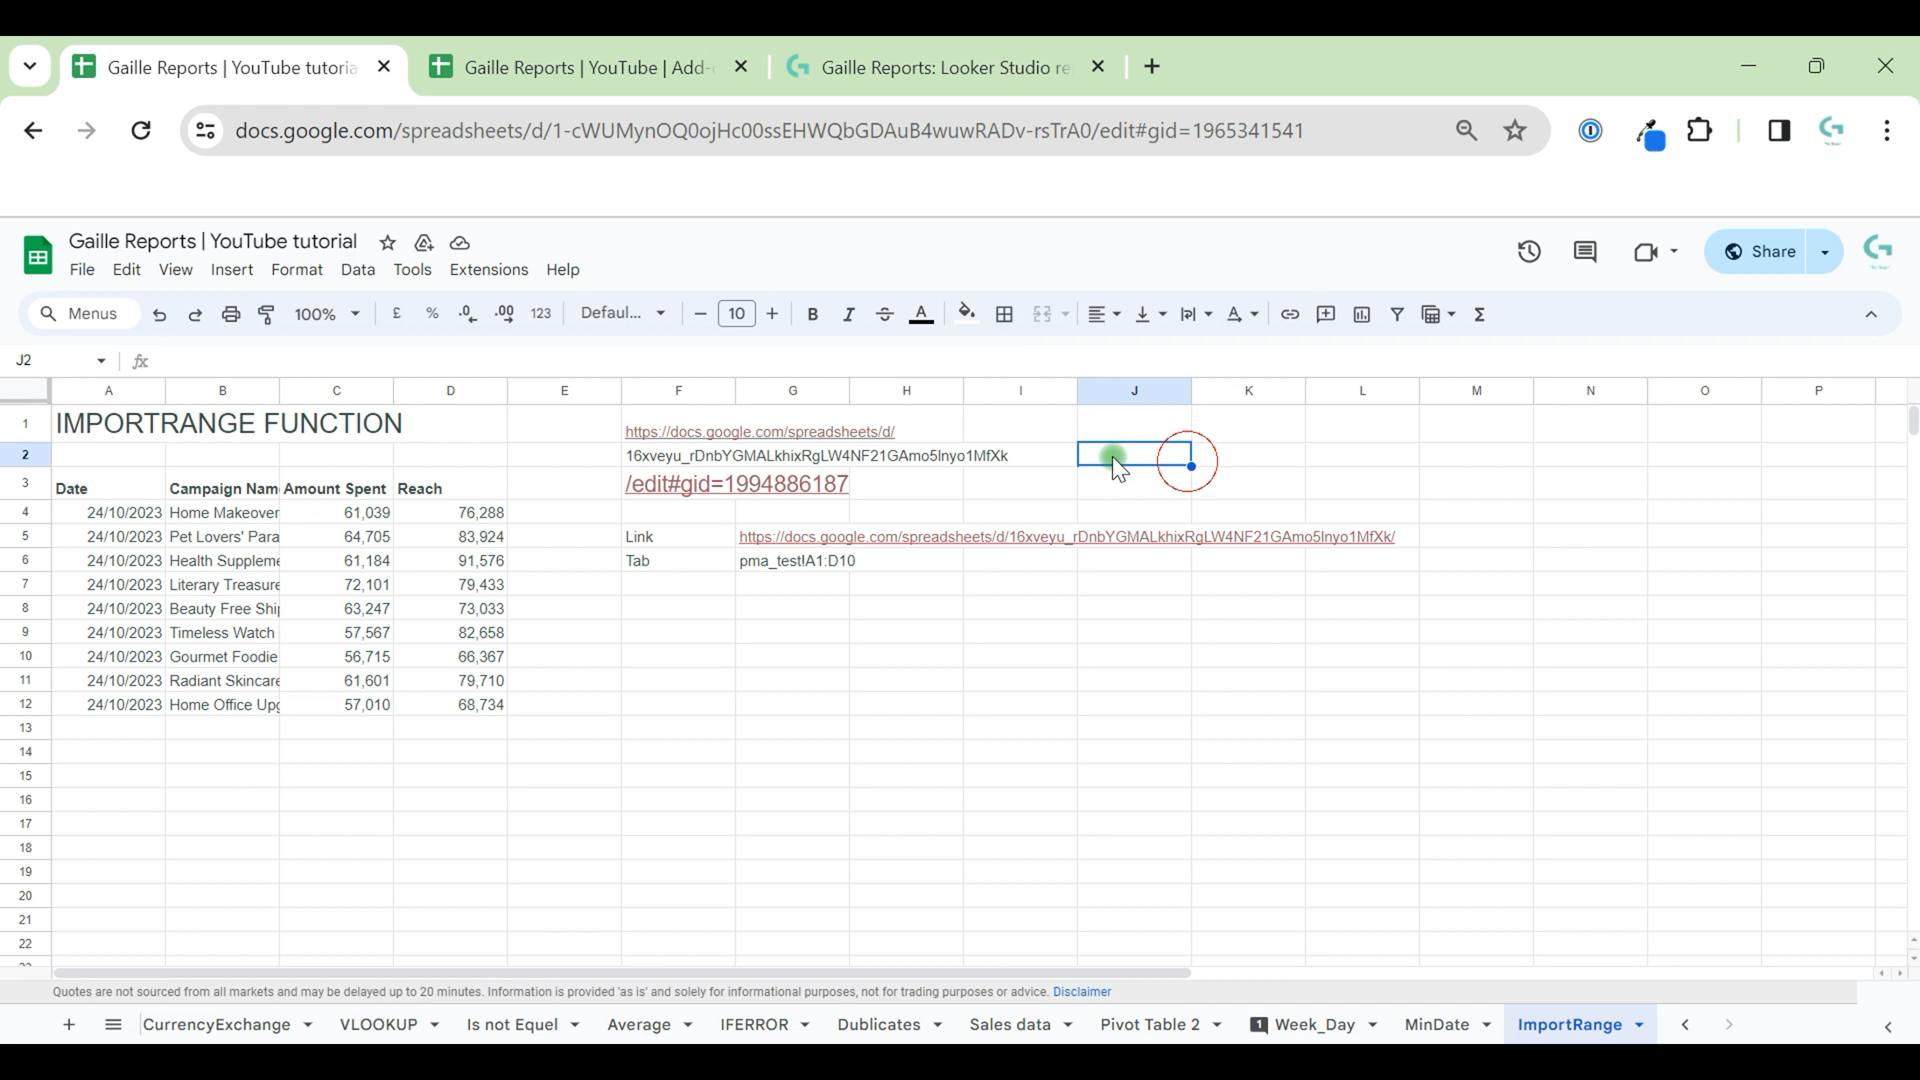 Gaille Reports | YouTube tutoria
Gaille Reports | YouTube | Add-
Gaille Reports: Looker Studio re
docs.google.com/spreadsheets/d/1-cWUMynOQ0ojHc00ssEHWQbGDAuB4wuwRADv-rsTrA0/edit#gid=1965341541
Gaille Reports | YouTube tutorial
File Edit View Insert Format Data Tools Extensions Help
Share
Menus 100% £ % .0 .00 123 Defaul... 10 B I S A
J2 fx
A B C D E F G H I J K L M N O P
1 IMPORTRANGE FUNCTION https://docs.google.com/spreadsheets/d/
2 16xveyu_rDnbYGMALkhixRgLW4NF21GAmo5lnyo1MfXk
3 Date Campaign Nam Amount Spent Reach /edit#gid=1994886187
4 24/10/2023 Home Makeover 61,039 76,288
5 24/10/2023 Pet Lovers' Para 64,705 83,924 Link https://docs.google.com/spreadsheets/d/16xveyu_rDnbYGMALkhixRgLW4NF21GAmo5lnyo1MfXk/
6 24/10/2023 Health Suppleme 61,184 91,576 Tab pma_test!A1:D10
7 24/10/2023 Literary Treasure 72,101 79,433
8 24/10/2023 Beauty Free Ship 63,247 73,033
9 24/10/2023 Timeless Watch 57,567 82,658
10 24/10/2023 Gourmet Foodie 56,715 66,367
11 24/10/2023 Radiant Skincare 61,601 79,710
12 24/10/2023 Home Office Upg 57,010 68,734
13
14
15
16
17
18
19
20
21
22
Quotes are not sourced from all markets and may be delayed up to 20 minutes. Information is provided 'as is' and solely for informational purposes, not for trading purposes or advice. Disclaimer
CurrencyExchange VLOOKUP Is not Equel Average IFERROR Dublicates Sales data Pivot Table 2 1 Week_Day MinDate ImportRange